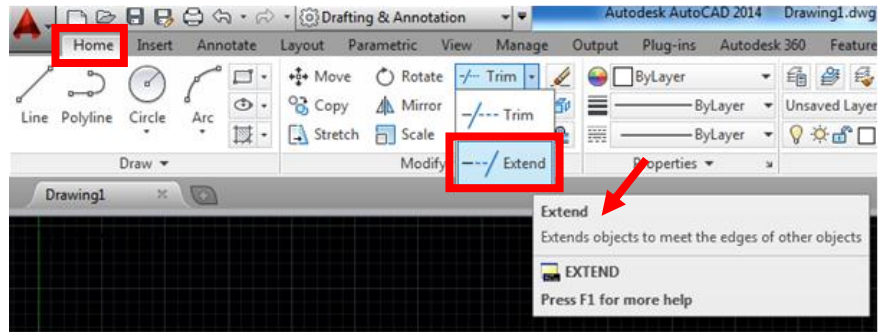 Drafting & Annotation
Autodesk AutoCAD 2014 Drawing1.dwg
Home Insert Annotate Layout Parametric View Manage Output Plug-ins Autodesk 360 Feature
Move Rotate Trim ByLayer
Line Polyline Circle Arc Copy Mirror Trim ByLayer Unsaved Layer
Stretch Scale Extend ByLayer
Draw Modify Properties
Drawing1
Extend
Extends objects to meet the edges of other objects
EXTEND
Press F1 for more help